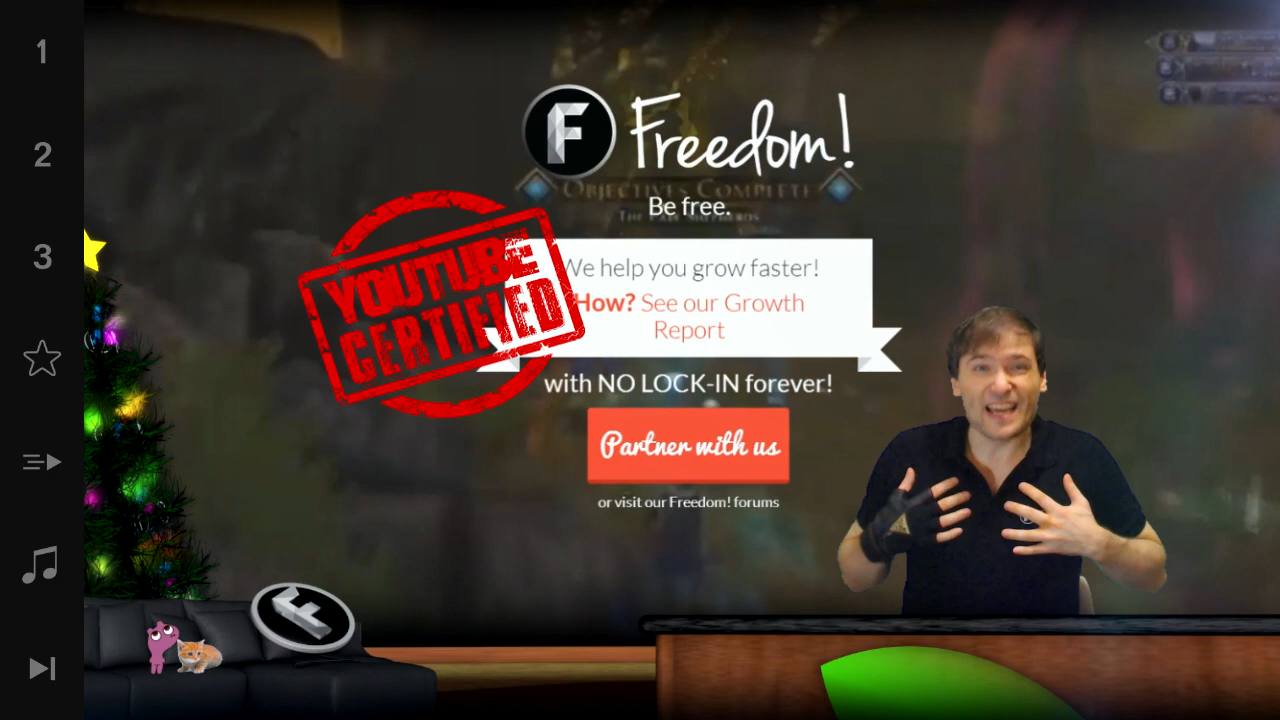 1
2
3
F Freedom!
OBJECTIVES COMPLETE
Be free.
YOUTUBE
CERTIFIED
We help you grow faster!
How? See our Growth
Report
with NO LOCK-IN forever!
Partner with us
or visit our Freedom! forums
F